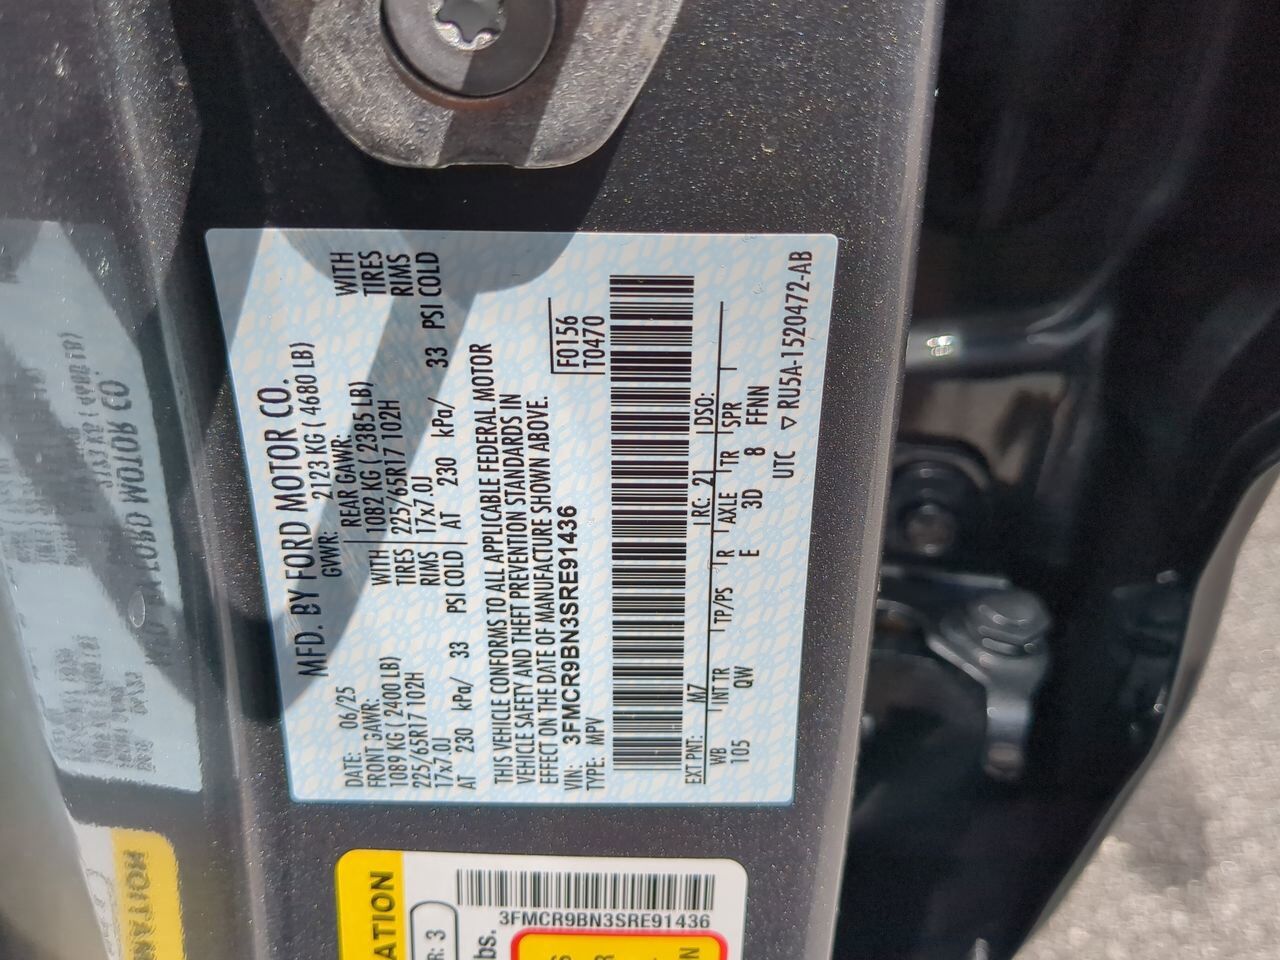 MFD. BY FORD MOTOR CO.
DATE: 06/25 GVWR: 2123 KG ( 4680 LB)
FRONT GAWR: REAR GAWR:
1089 KG ( 2400 LB) WITH 1082 KG ( 2385 LB) WITH
225/65R17 102H TIRES 225/65R17 102H TIRES
17x7.0J RIMS 17x7.0J RIMS
AT 230 kPa/ 33 PSI COLD AT 230 kPa/ 33 PSI COLD
THIS VEHICLE CONFORMS TO ALL APPLICABLE FEDERAL MOTOR
VEHICLE SAFETY AND THEFT PREVENTION STANDARDS IN
EFFECT ON THE DATE OF MANUFACTURE SHOWN ABOVE.
VIN: 3FMCR9BN3SRE91436 F0156
TYPE: MPV T0470
EXT PNT: M7 RC: 21 DSO:
WB INT TR TP/PS R AXLE TR SPR
105 QW E 3D 8 FFNN
UTC ▽ RU5A-1520472-AB
3FMCR9BN3SRE91436